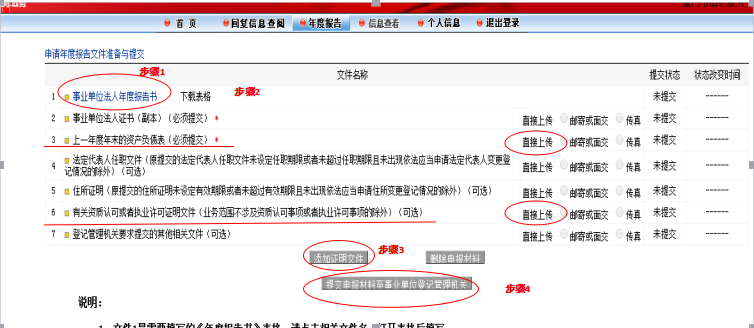 首 页 回复信息查阅 年度报告 信息查看 个人信息 退出登录
申请年度报告文件准备与提交
步骤1
文件名称 提交状态 状态改变时间
1 事业单位法人年度报告书 下载表格 步骤2 未提交 ------
2 事业单位法人证书(副本)(必须提交) * 直接上传 邮寄或面交 传真 未提交 ------
3 上一年度年末的资产负债表(必须提交) * 直接上传 邮寄或面交 传真 未提交 ------
4 法定代表人任职文件(原提交的法定代表人任职文件未设定任职期限或者未超过任职期限且未出现依法应当申请法定代表人变更登
记情况的除外)(可选) 直接上传 邮寄或面交 传真 未提交 ------
5 住所证明(原提交的住所证明未设定有效期限或者未超过有效期限且未出现依法应当申请住所变更登记情况的除外)(可选) 直接上传 邮寄或面交 传真 未提交 ------
6 有关资质认可或者执业许可证明文件(业务范围不涉及资质认可事项或者执业许可事项的除外)(可选) 直接上传 邮寄或面交 传真 未提交 ------
7 登记管理机关要求提交的其他相关文件(可选) 直接上传 邮寄或面交 传真 未提交 ------
添加证明文件 步骤3 删除申报材料
提交申报材料至事业单位登记管理机关 步骤4
说明: